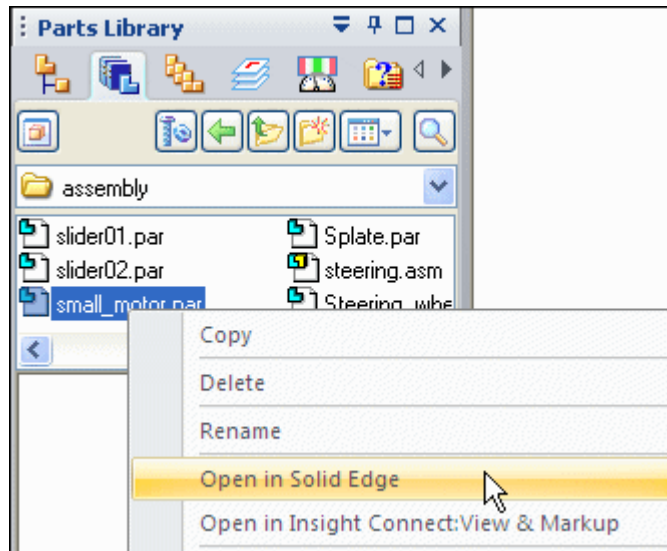 Parts Library
assembly
slider01.par
Splate.par
slider02.par
steering.asm
small_motor.par
Copy
Delete
Rename
Open in Solid Edge
Open in Insight Connect:View & Markup